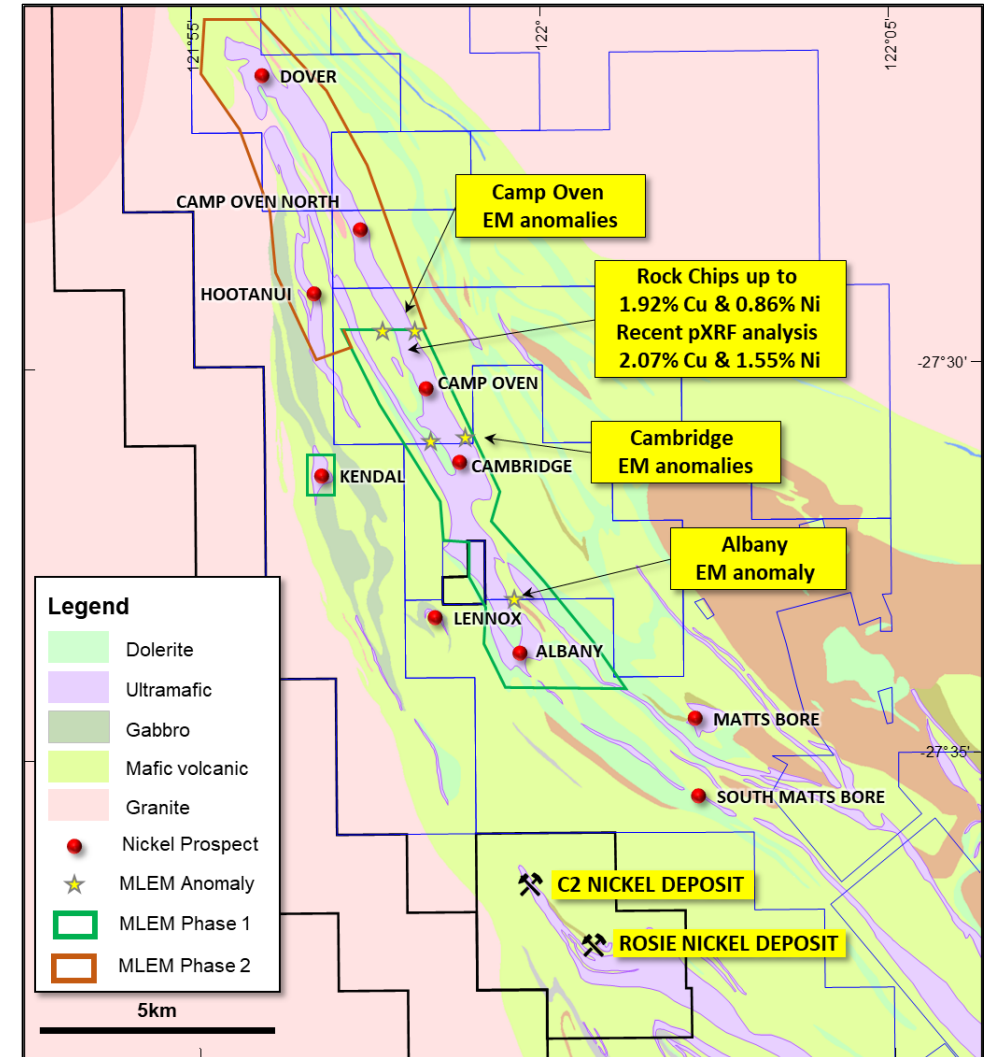 121°55'
122°
122°05'
DOVER
CAMP OVEN NORTH
Camp Oven
EM anomalies
HOOTANUI
Rock Chips up to
1.92% Cu & 0.86% Ni
Recent pXRF analysis
2.07% Cu & 1.55% Ni
-27°30'
CAMP OVEN
Cambridge
EM anomalies
CAMBRIDGE
KENDAL
Albany
EM anomaly
LENNOX
ALBANY
MATTS BORE
-27°35'
SOUTH MATTS BORE
C2 NICKEL DEPOSIT
ROSIE NICKEL DEPOSIT
Legend
Dolerite
Ultramafic
Gabbro
Mafic volcanic
Granite
Nickel Prospect
MLEM Anomaly
MLEM Phase 1
MLEM Phase 2
5km